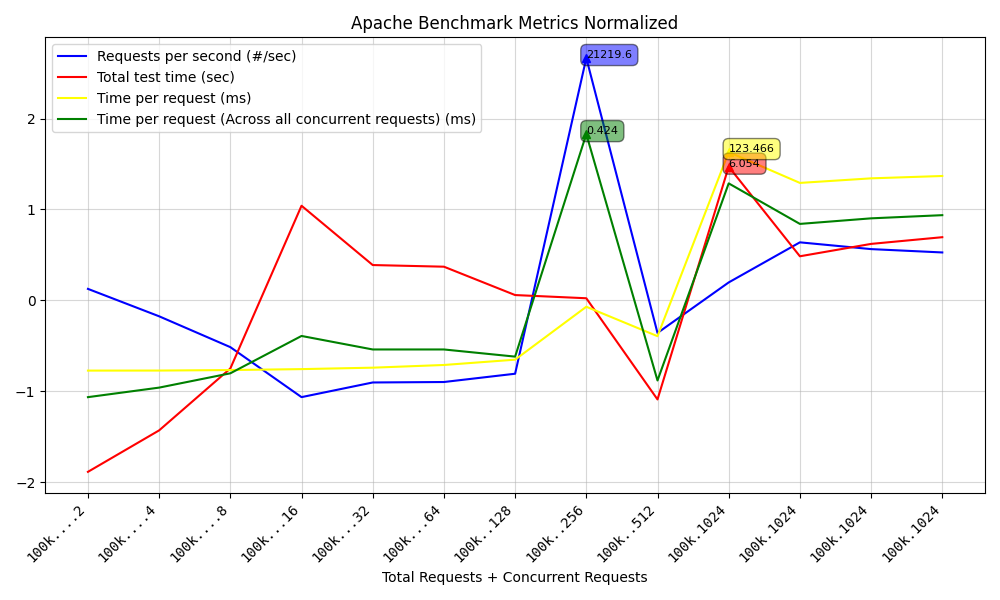 Apache Benchmark Metrics Normalized
Requests per second (#/sec)
Total test time (sec)
Time per request (ms)
Time per request (Across all concurrent requests) (ms)
21219.6
0.424
123.466
6.054
2
1
0
−1
−2
100k....2
100k....4
100k....8
100k...16
100k...32
100k...64
100k..128
100k..256
100k..512
100k.1024
100k.1024
100k.1024
100k.1024
Total Requests + Concurrent Requests